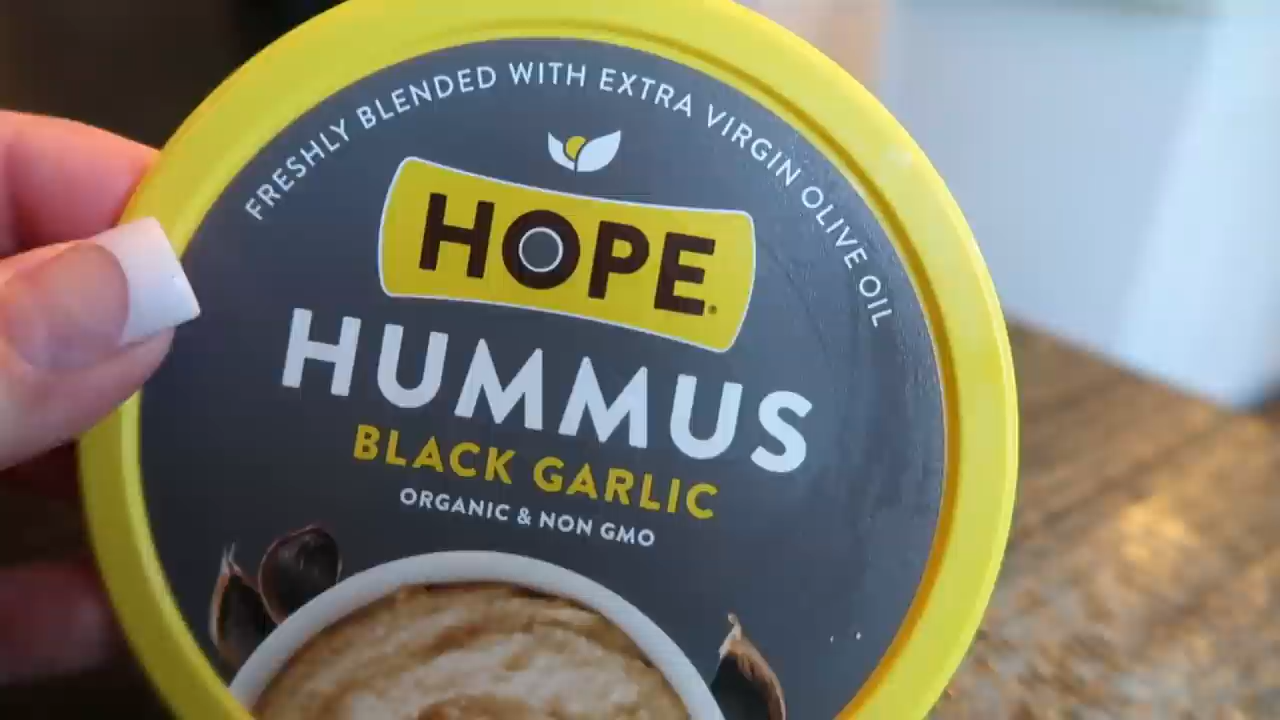 FRESHLY BLENDED WITH EXTRA VIRGIN OLIVE OIL
HOPE
HUMMUS
BLACK GARLIC
ORGANIC & NON GMO